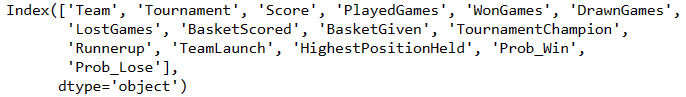 Index(['Team', 'Tournament', 'Score', 'PlayedGames', 'WonGames', 'DrawnGames',
'LostGames', 'BasketScored', 'BasketGiven', 'TournamentChampion',
'Runnerup', 'TeamLaunch', 'HighestPositionHeld', 'Prob_Win',
'Prob_Lose'],
dtype='object')